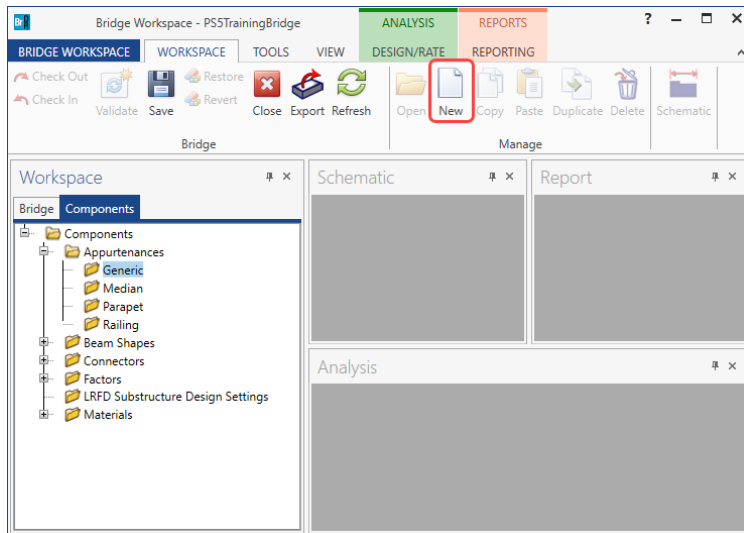 Br
Bridge Workspace - PS5TrainingBridge
ANALYSIS
REPORTS
?
BRIDGE WORKSPACE
WORKSPACE
TOOLS
VIEW
DESIGN/RATE
REPORTING
Check Out
Check In
Validate
Save
Restore
Revert
Close
Export
Refresh
Open
New
Copy
Paste
Duplicate
Delete
Schematic
Bridge
Manage
Workspace
Schematic
Report
Bridge
Components
Components
Appurtenances
Generic
Median
Parapet
Railing
Beam Shapes
Connectors
Factors
LRFD Substructure Design Settings
Materials
Analysis